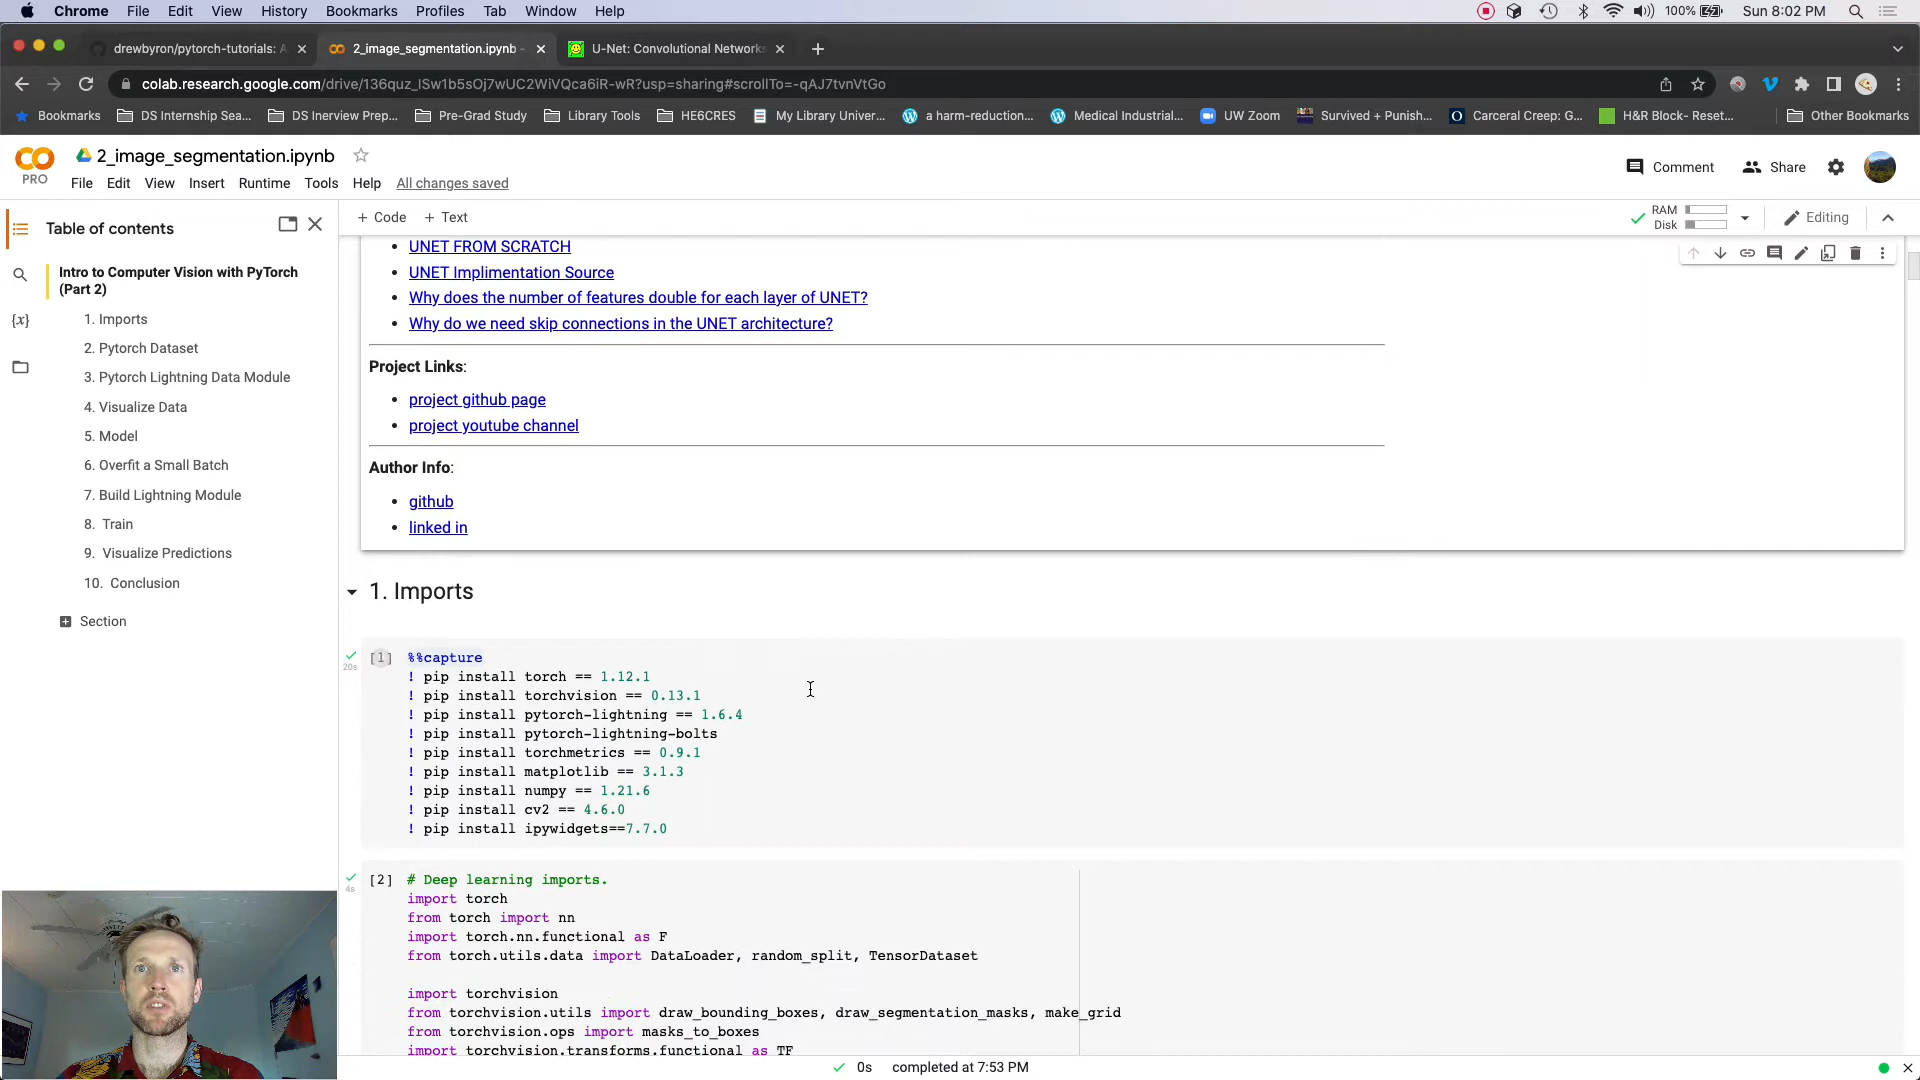 Chrome File Edit View History Bookmarks Profiles Tab Window Help 100% Sun 8:02 PM
drewbyron/pytorch-tutorials: A
2_image_segmentation.ipynb -
U-Net: Convolutional Networks
colab.research.google.com/drive/136quz_ISw1b5sOj7wUC2WiVQca6iR-wR?usp=sharing#scrollTo=-qAJ7tvnVtGo
Bookmarks DS Internship Sea... DS Inerview Prep... Pre-Grad Study Library Tools HE6CRES My Library Univer... a harm-reduction... Medical Industrial... UW Zoom Survived + Punish... Carceral Creep: G... H&R Block- Reset... Other Bookmarks
2_image_segmentation.ipynb
PRO
File Edit View Insert Runtime Tools Help All changes saved
Comment Share
+ Code + Text
RAM
Disk
Editing
Table of contents
Intro to Computer Vision with PyTorch
(Part 2)
1. Imports
2. Pytorch Dataset
3. Pytorch Lightning Data Module
4. Visualize Data
5. Model
6. Overfit a Small Batch
7. Build Lightning Module
8. Train
9. Visualize Predictions
10. Conclusion
Section
{x}
• UNET FROM SCRATCH
• UNET Implimentation Source
• Why does the number of features double for each layer of UNET?
• Why do we need skip connections in the UNET architecture?
Project Links:
• project github page
• project youtube channel
Author Info:
• github
• linked in
1. Imports
[1] %%capture
20s
! pip install torch == 1.12.1
! pip install torchvision == 0.13.1
! pip install pytorch-lightning == 1.6.4
! pip install pytorch-lightning-bolts
! pip install torchmetrics == 0.9.1
! pip install matplotlib == 3.1.3
! pip install numpy == 1.21.6
! pip install cv2 == 4.6.0
! pip install ipywidgets==7.7.0
[2] # Deep learning imports.
4s
import torch
from torch import nn
import torch.nn.functional as F
from torch.utils.data import DataLoader, random_split, TensorDataset
import torchvision
from torchvision.utils import draw_bounding_boxes, draw_segmentation_masks, make_grid
from torchvision.ops import masks_to_boxes
import torchvision.transforms.functional as TF
0s completed at 7:53 PM